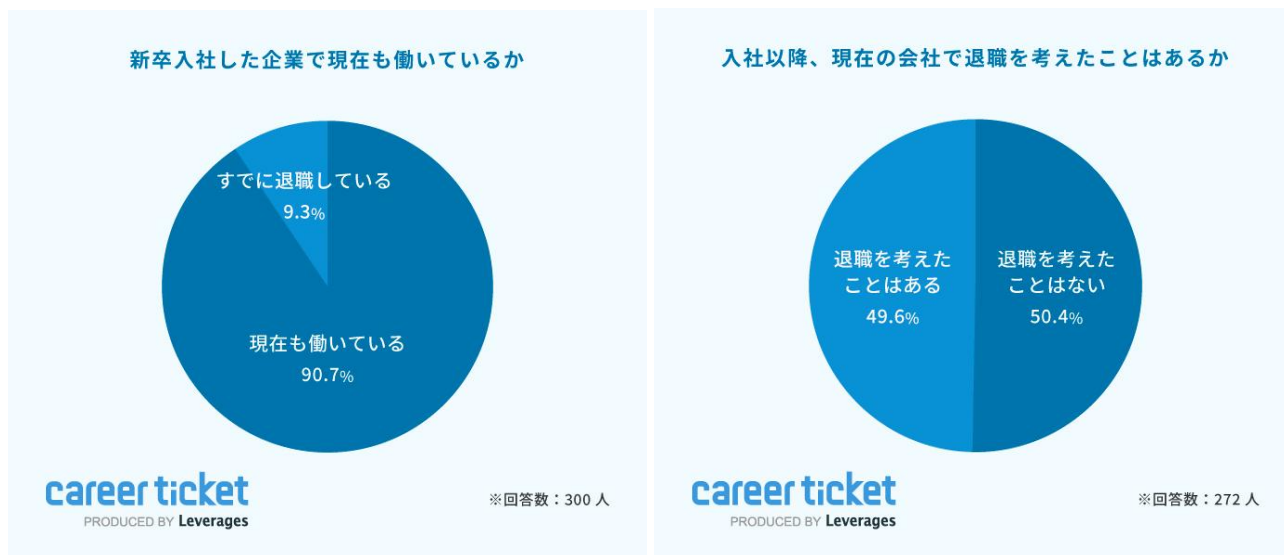 新卒入社した企業で現在も働いているか
すでに退職している
9.3%
現在も働いている
90.7%
career ticket
PRODUCED BY Leverages
※回答数：300 人
入社以降、現在の会社で退職を考えたことはあるか
退職を考えた
ことはある
49.6%
退職を考えた
ことはない
50.4%
career ticket
PRODUCED BY Leverages
※回答数：272 人